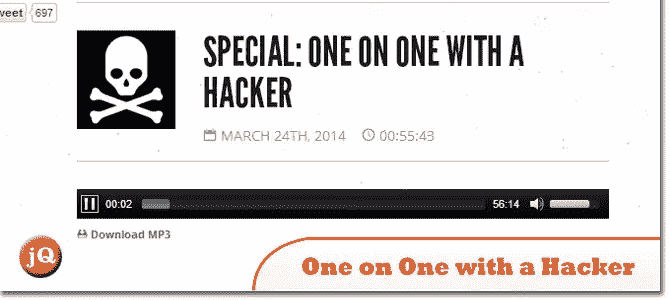 weet 697
SPECIAL: ONE ON ONE WITH A
HACKER
MARCH 24TH, 2014 00:55:43
00:02 56:14
Download MP3
jQ
One on One with a Hacker